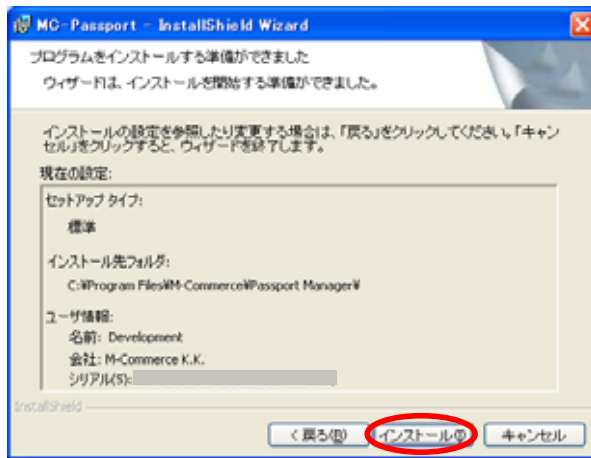 MC-Passport - InstallShield Wizard
プログラムをインストールする準備ができました
ウィザードは、インストールを開始する準備ができました。
インストールの設定を参照したり変更する場合は、「戻る」をクリックしてください。「キャン
セル」をクリックすると、ウィザードを終了します。
現在の設定:
セットアップ タイプ:
標準
インストール先フォルダ:
C:¥Program Files¥M-Commerce¥Passport Manager¥
ユーザ情報:
名前: Development
会社: M-Commerce K.K.
シリアル(S):
InstallShield
< 戻る(B)
インストール(I)
キャンセル